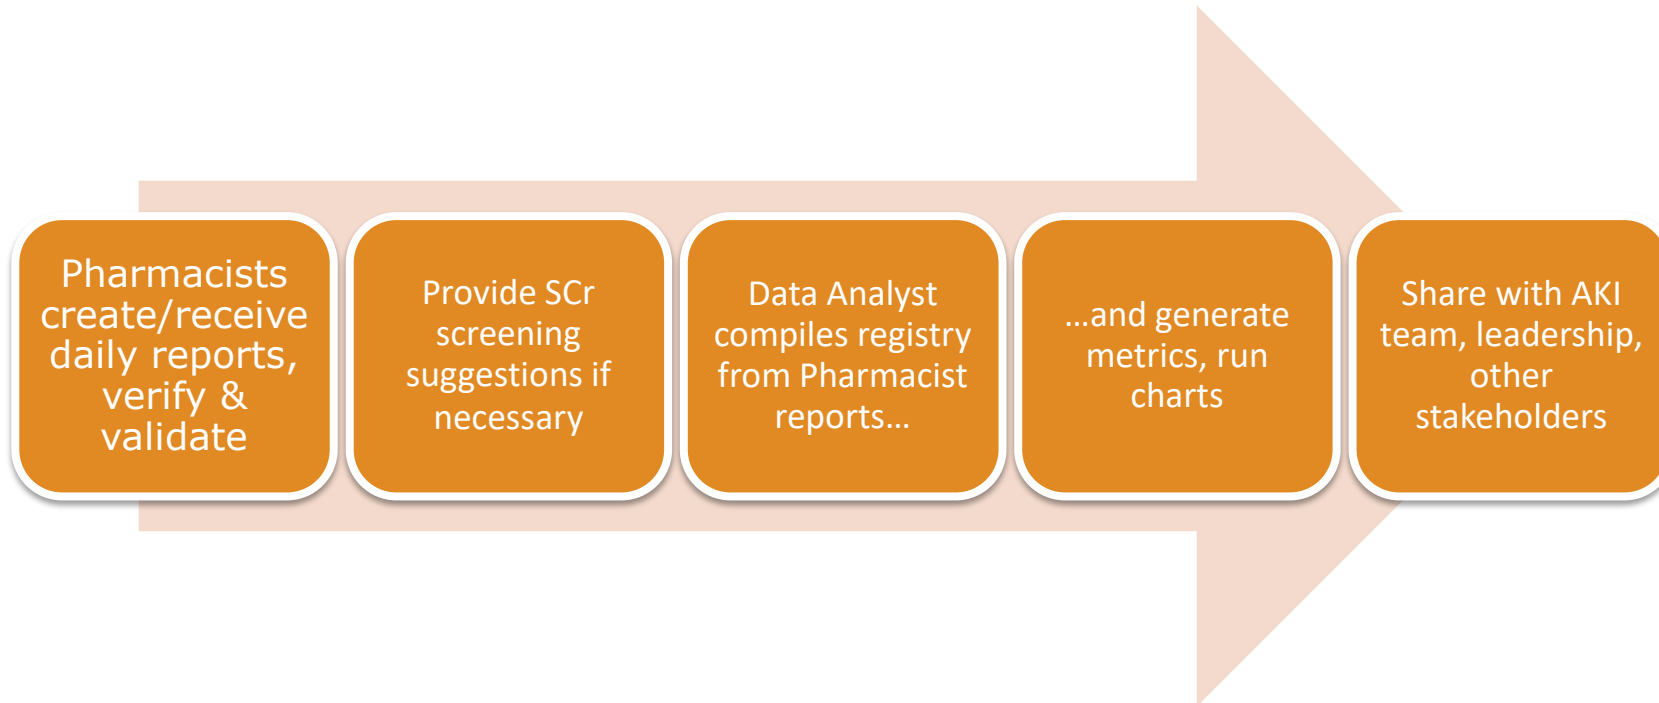 Pharmacists
create/receive
daily reports,
verify &
validate
Provide SCr
screening
suggestions if
necessary
Data Analyst
compiles registry
from Pharmacist
reports…
…and generate
metrics, run
charts
Share with AKI
team, leadership,
other
stakeholders